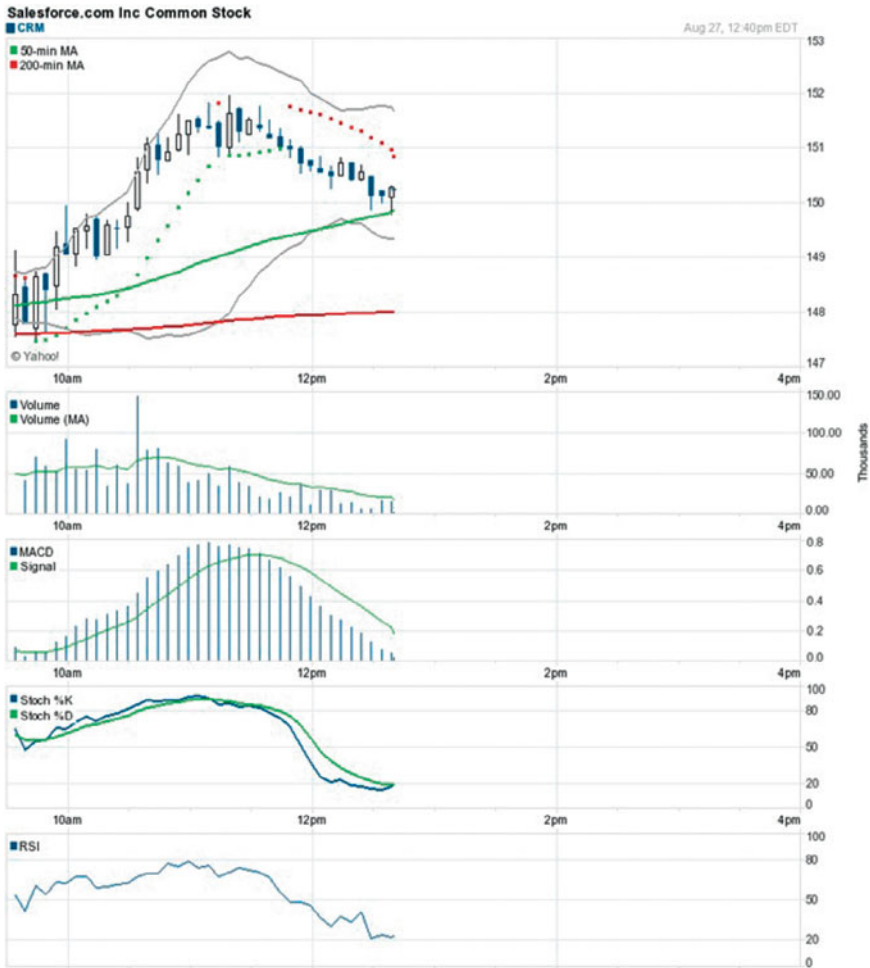 Salesforce.com Inc Common Stock
CRM Aug 27, 12:40pm EDT
50-min MA
200-min MA
153
152
151
150
149
148
147
© Yahoo!
10am 12pm 2pm 4pm
Volume
Volume (MA)
150.00
100.00
50.00
0.00
Thousands
10am 12pm 2pm 4pm
MACD
Signal
0.8
0.6
0.4
0.2
0.0
10am 12pm 2pm 4pm
Stoch %K
Stoch %D
100
80
50
20
0
10am 12pm 2pm 4pm
RSI
100
80
50
20
0